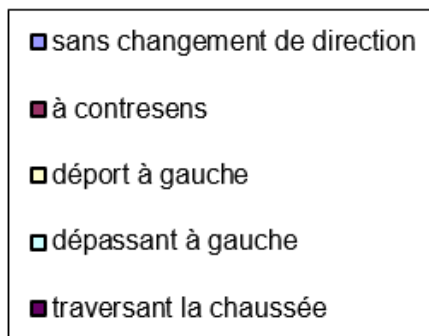 sans changement de direction
à contresens
déport à gauche
dépassant à gauche
traversant la chaussée